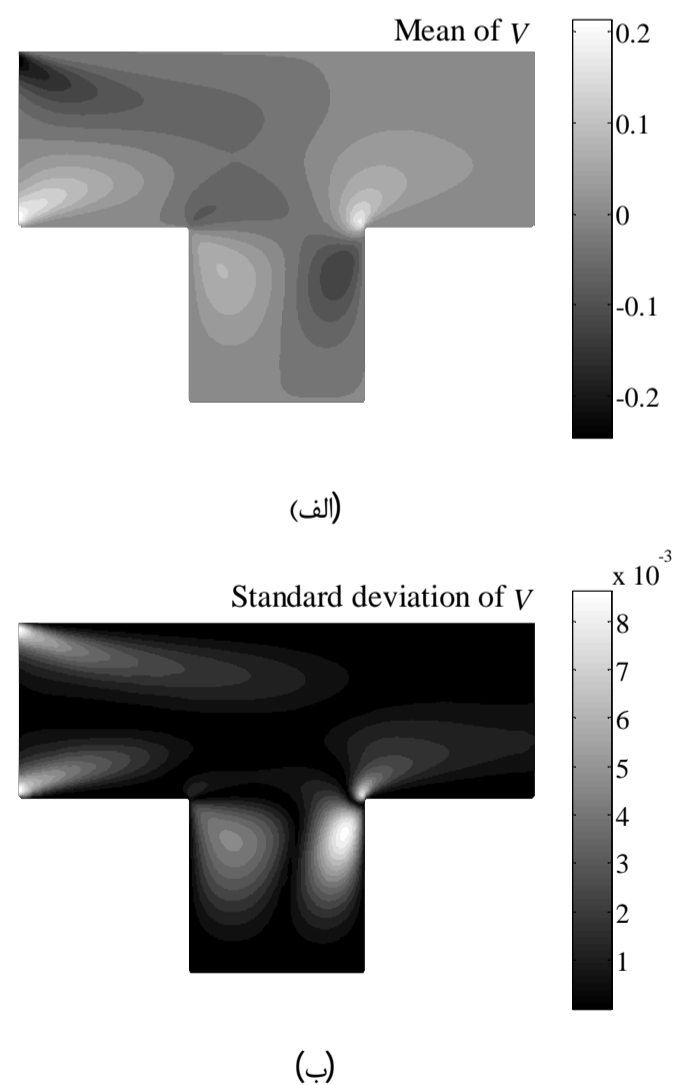 Mean of V
0.2
0.1
0
-0.1
-0.2
(الف)
x 10-3
Standard deviation of V
8
7
6
5
4
3
2
1
(ب)